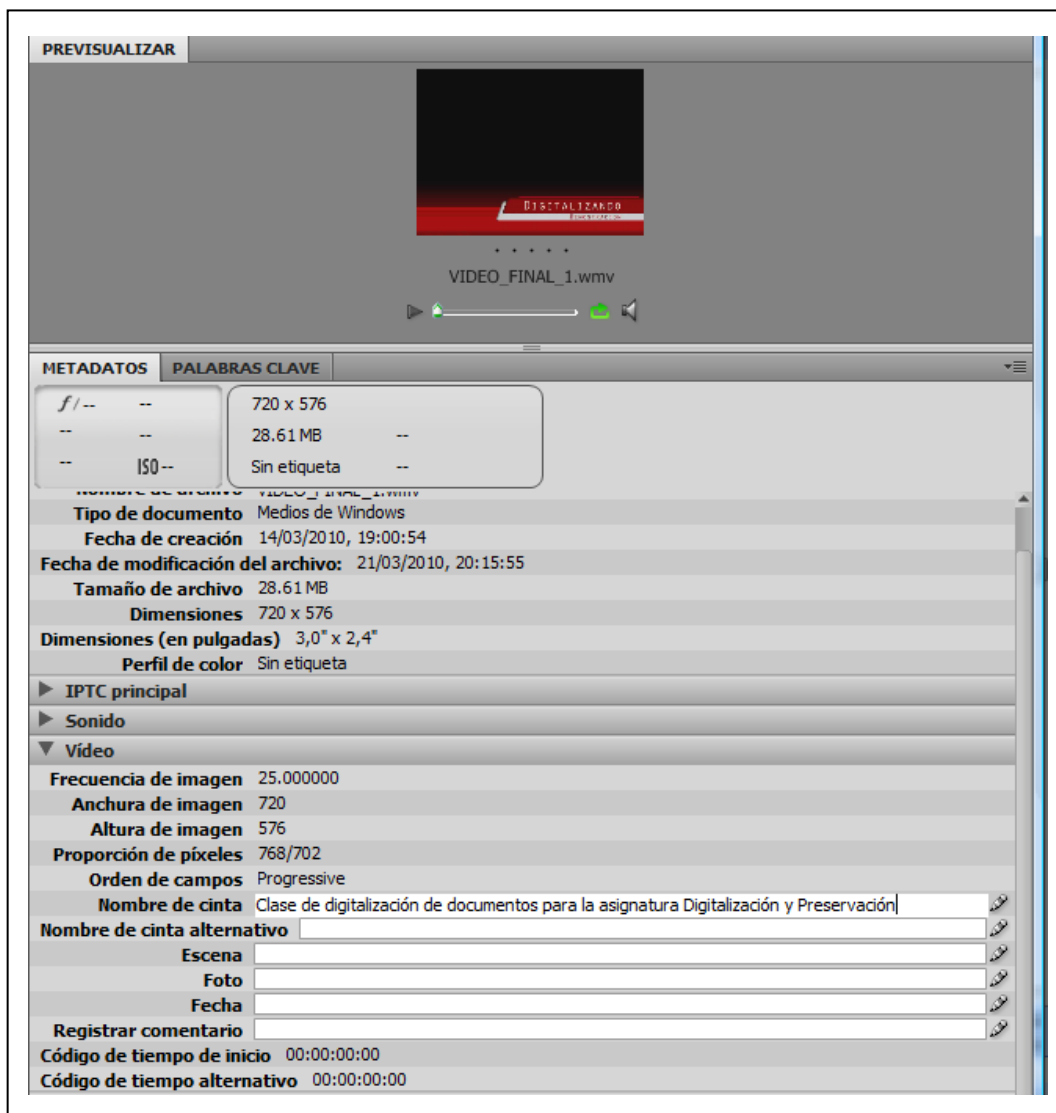 PREVISUALIZAR
DIGITALIZANDO
VIDEO_FINAL_1.wmv
METADATOS PALABRAS CLAVE
f/-- --
-- --
-- ISO --
720 x 576
28.61 MB --
Sin etiqueta --
Nombre de archivo VIDEO_FINAL_1.wmv
Tipo de documento Medios de Windows
Fecha de creación 14/03/2010, 19:00:54
Fecha de modificación del archivo: 21/03/2010, 20:15:55
Tamaño de archivo 28.61 MB
Dimensiones 720 x 576
Dimensiones (en pulgadas) 3,0" x 2,4"
Perfil de color Sin etiqueta
IPTC principal
Sonido
Vídeo
Frecuencia de imagen 25.000000
Anchura de imagen 720
Altura de imagen 576
Proporción de píxeles 768/702
Orden de campos Progressive
Nombre de cinta Clase de digitalización de documentos para la asignatura Digitalización y Preservación
Nombre de cinta alternativo
Escena
Foto
Fecha
Registrar comentario
Código de tiempo de inicio 00:00:00:00
Código de tiempo alternativo 00:00:00:00